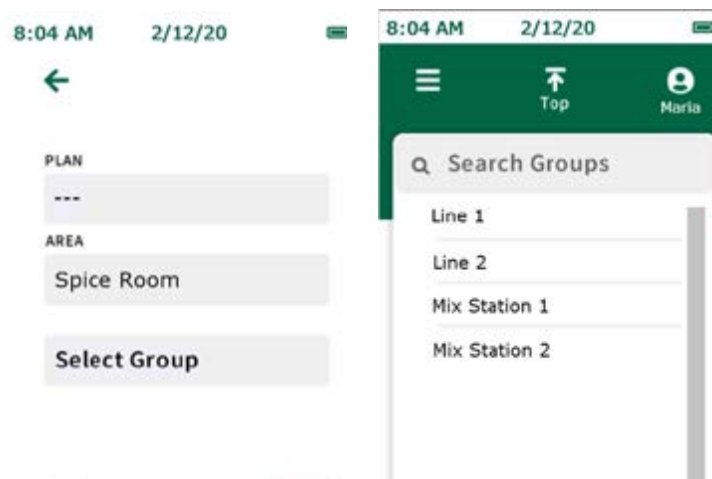 8:04 AM 2/12/20
PLAN
---
AREA
Spice Room
Select Group
8:04 AM 2/12/20
Top
Maria
Search Groups
Line 1
Line 2
Mix Station 1
Mix Station 2